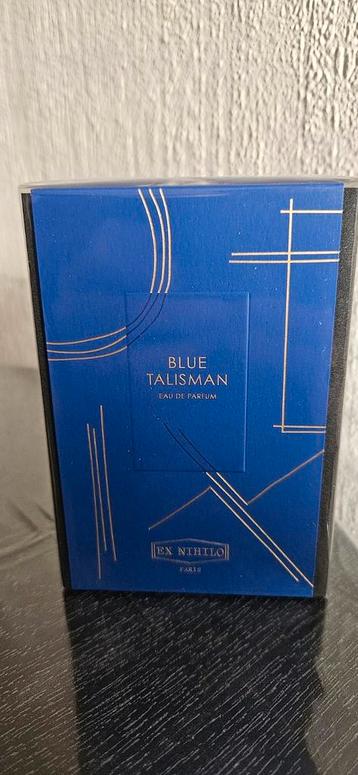 BLUE
TALISMAN
EAU DE PARFUM
EX NIHILO
PARIS